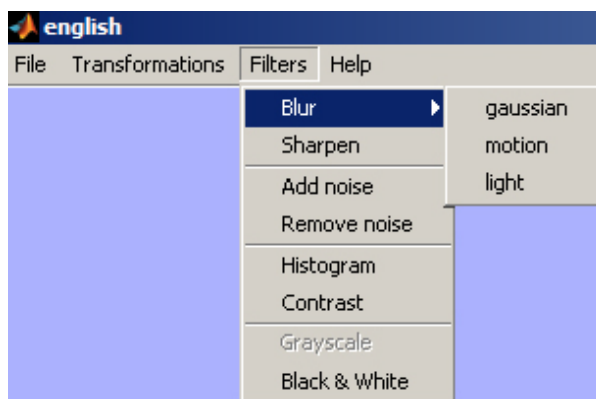 english
File Transformations Filters Help
Blur gaussian
Sharpen motion
Add noise light
Remove noise
Histogram
Contrast
Grayscale
Black & White